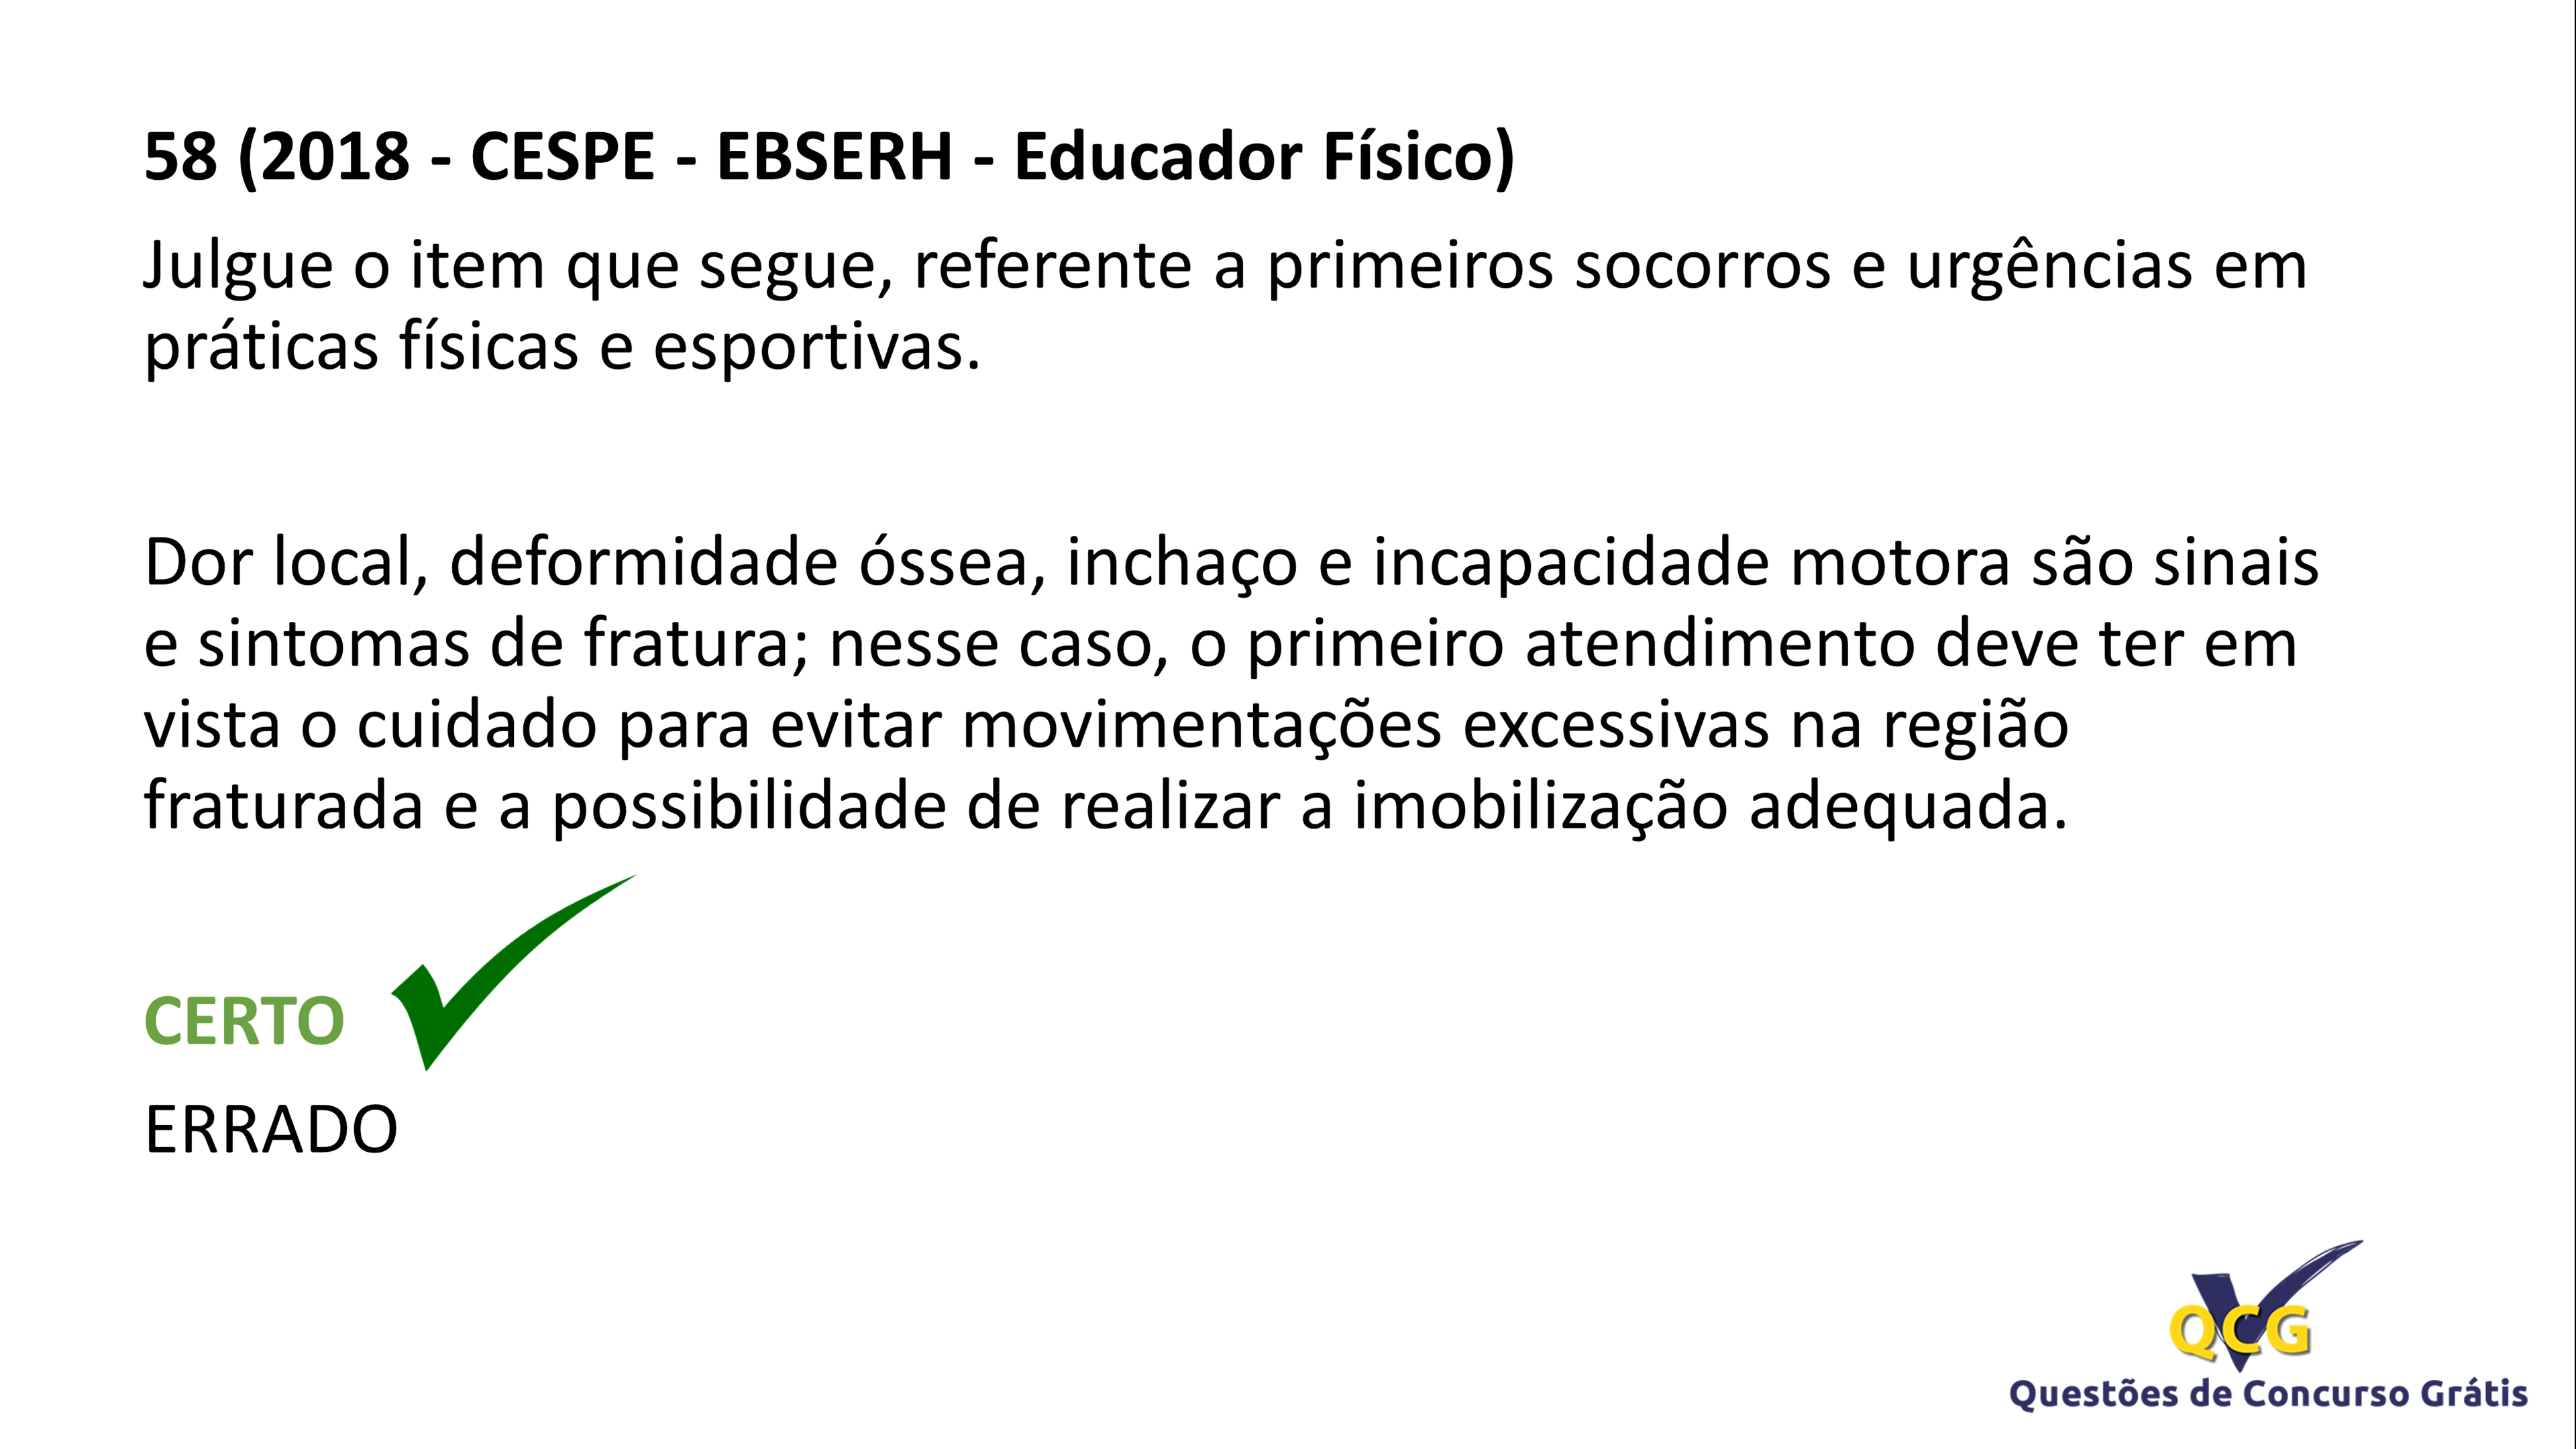 58 (2018 - CESPE - EBSERH - Educador Físico)
Julgue o item que segue, referente a primeiros socorros e urgências em
práticas físicas e esportivas.
Dor local, deformidade óssea, inchaço e incapacidade motora são sinais
e sintomas de fratura; nesse caso, o primeiro atendimento deve ter em
vista o cuidado para evitar movimentações excessivas na região
fraturada e a possibilidade de realizar a imobilização adequada.
CERTO
ERRADO
QCG
Questões de Concurso Grátis